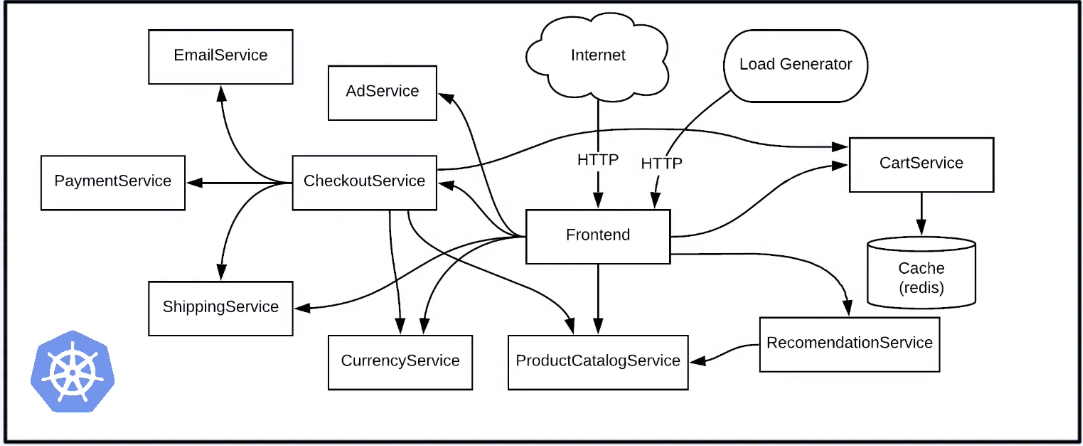 EmailService
Internet
Load Generator
AdService
HTTP
HTTP
CartService
PaymentService
CheckoutService
Frontend
Cache
(redis)
ShippingService
RecomendationService
CurrencyService
ProductCatalogService